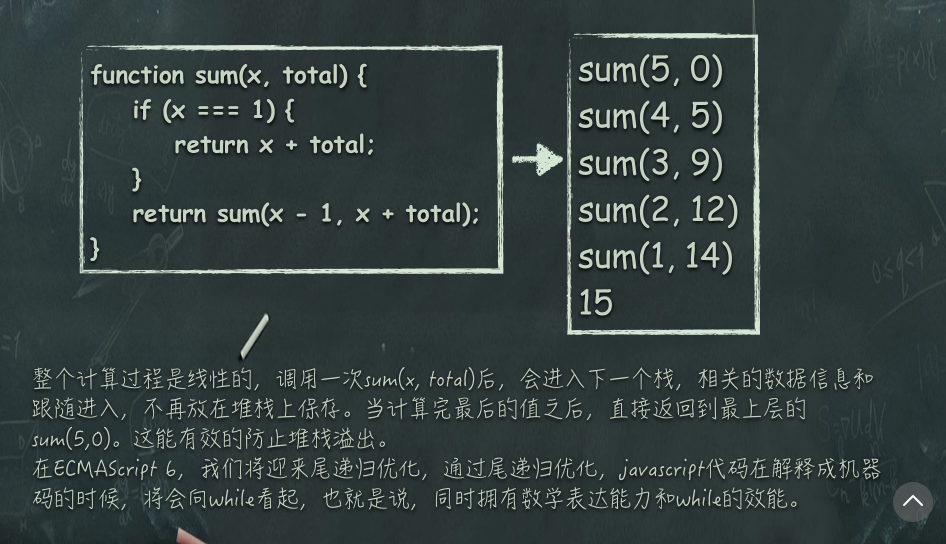 function sum(x, total) {
if (x === 1) {
return x + total;
}
return sum(x - 1, x + total);
}
sum(5, 0)
sum(4, 5)
sum(3, 9)
sum(2, 12)
sum(1, 14)
15
整个计算过程是线性的，调用一次sum(x, total)后，会进入下一个栈，相关的数据信息和
跟随进入，不再放在堆栈上保存。当计算完最后的值之后，直接返回到最上层的
sum(5,0)。这能有效的防止堆栈溢出。
在ECMAScript 6，我们将迎来尾递归优化，通过尾递归优化，javascript代码在解释成机器
码的时候，将会向while看起，也就是说，同时拥有数学表达能力和while的效能。